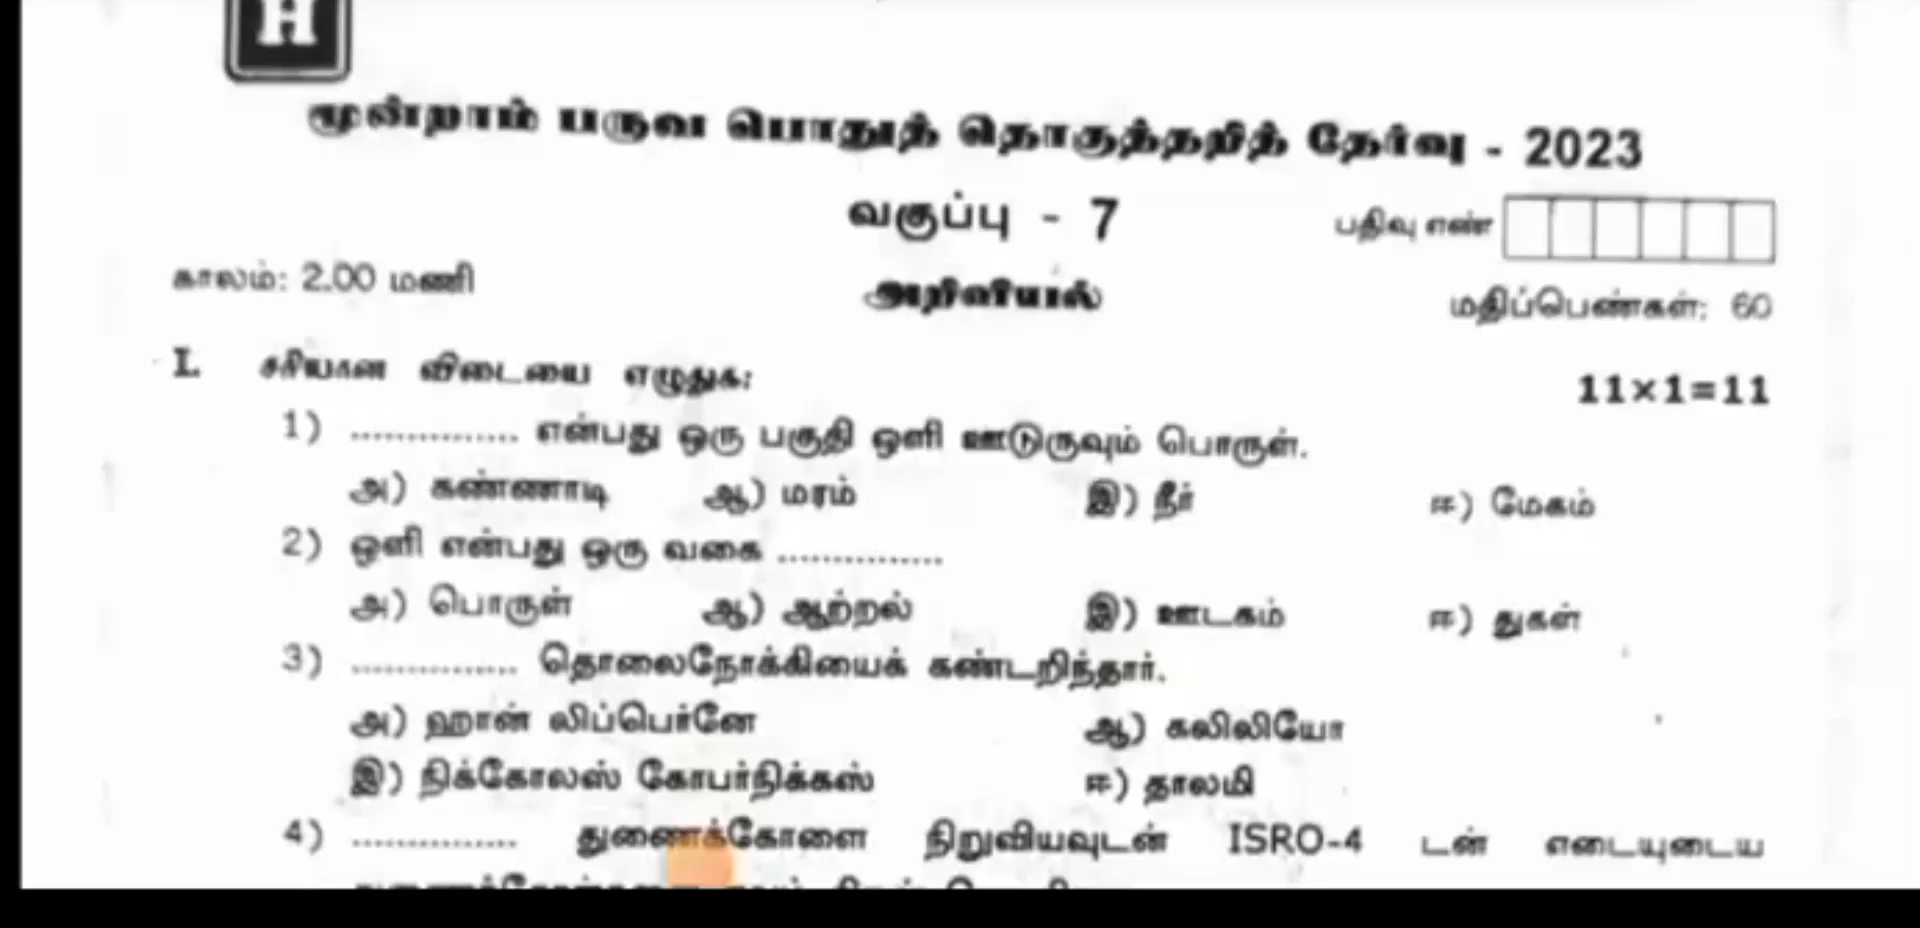 H
மூன்றாம் பருவ பொதுத் தொகுத்தறித் தேர்வு - 2023
வகுப்பு - 7
பதிவு எண்
காலம்: 2.00 மணி
அறிவியல்
மதிப்பெண்கள்: 60
I. சரியான விடையை எழுதுக: 11×1=11
1) ............... என்பது ஒரு பகுதி ஒளி ஊடுருவும் பொருள்.
அ) கண்ணாடி ஆ) மரம் இ) நீர் ஈ) மேகம்
2) ஒளி என்பது ஒரு வகை ...............
அ) பொருள் ஆ) ஆற்றல் இ) ஊடகம் ஈ) துகள்
3) ............... தொலைநோக்கியைக் கண்டறிந்தார்.
அ) ஹான் லிப்பெர்ஷே ஆ) கலிலியோ
இ) நிக்கோலஸ் கோபர்நிக்கஸ் ஈ) தாலமி
4) ............... துணைக்கோளை நிறுவியவுடன் ISRO-4 டன் எடையுடைய